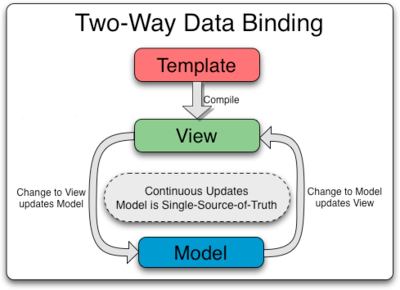 Two-Way Data Binding
Template
Compile
View
Continuous Updates
Model is Single-Source-of-Truth
Change to View
updates Model
Change to Model
updates View
Model